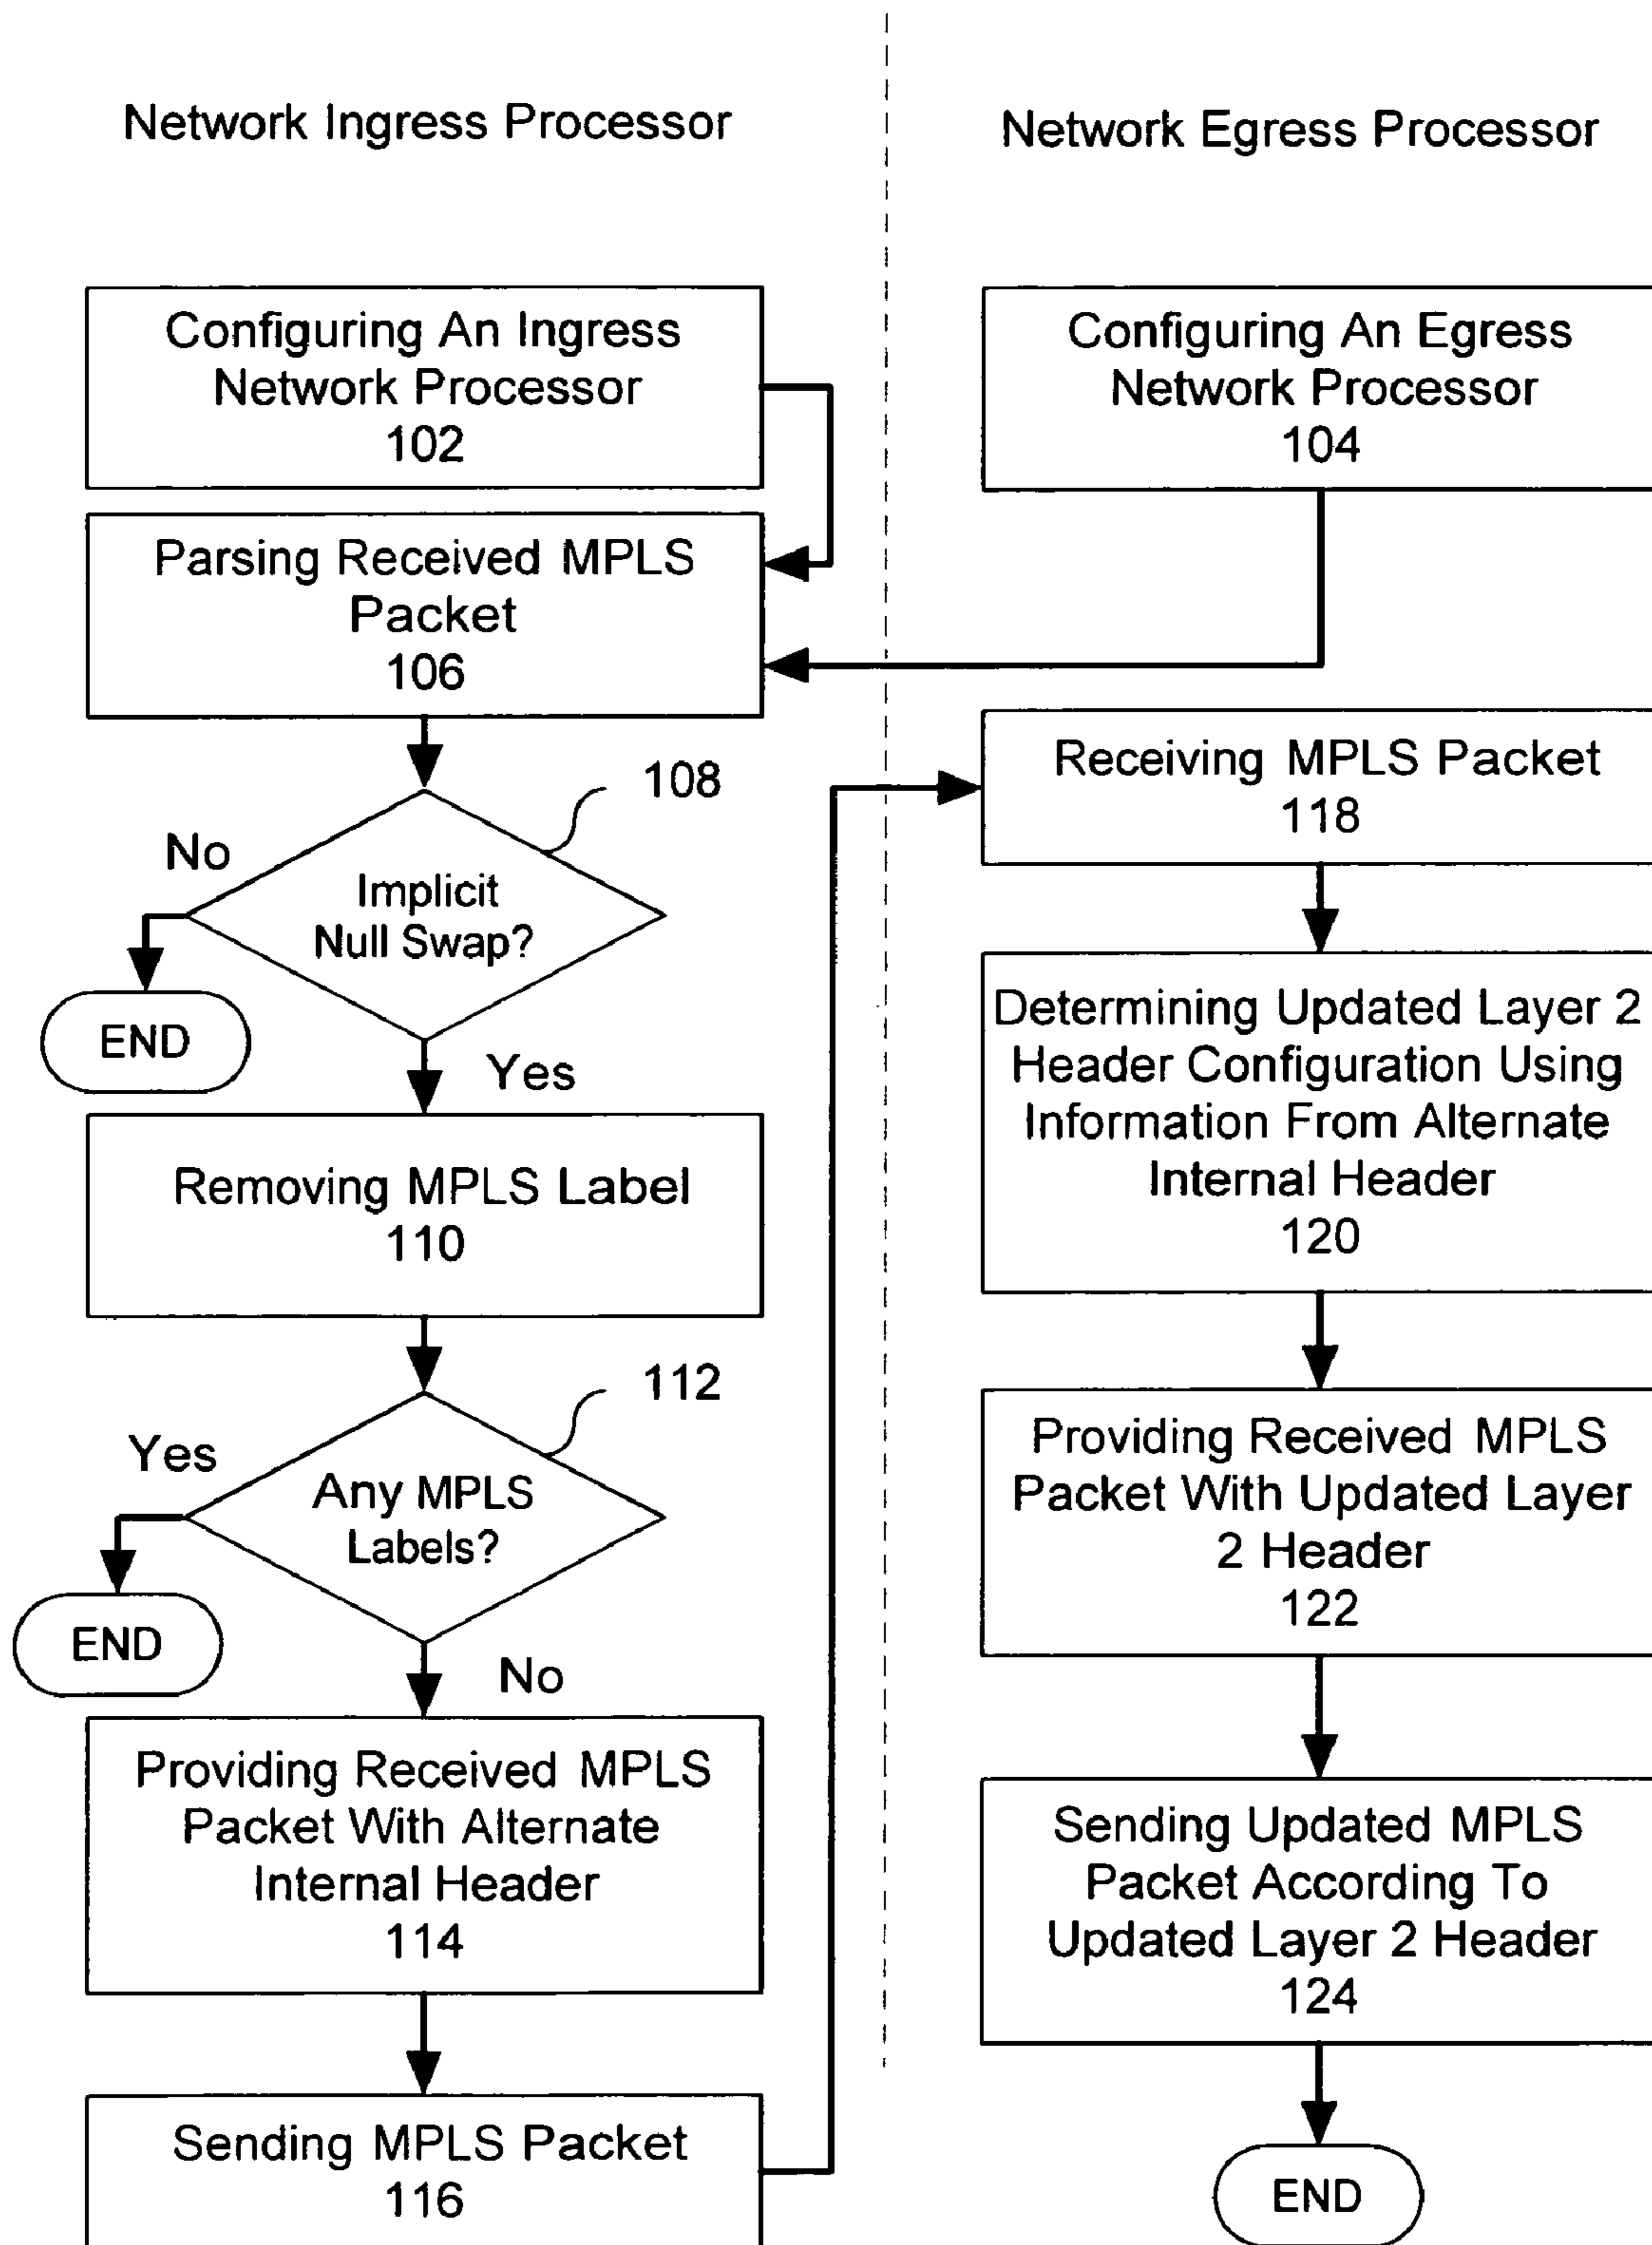 Network Ingress Processor
Network Egress Processor
Configuring An Ingress
Network Processor
102
Configuring An Egress
Network Processor
104
Parsing Received MPLS
Packet
106
108
No
Implicit
Null Swap?
END
Yes
Removing MPLS Label
110
112
Yes
Any MPLS
Labels?
END
No
Providing Received MPLS
Packet With Alternate
Internal Header
114
Sending MPLS Packet
116
Receiving MPLS Packet
118
Determining Updated Layer 2
Header Configuration Using
Information From Alternate
Internal Header
120
Providing Received MPLS
Packet With Updated Layer
2 Header
122
Sending Updated MPLS
Packet According To
Updated Layer 2 Header
124
END